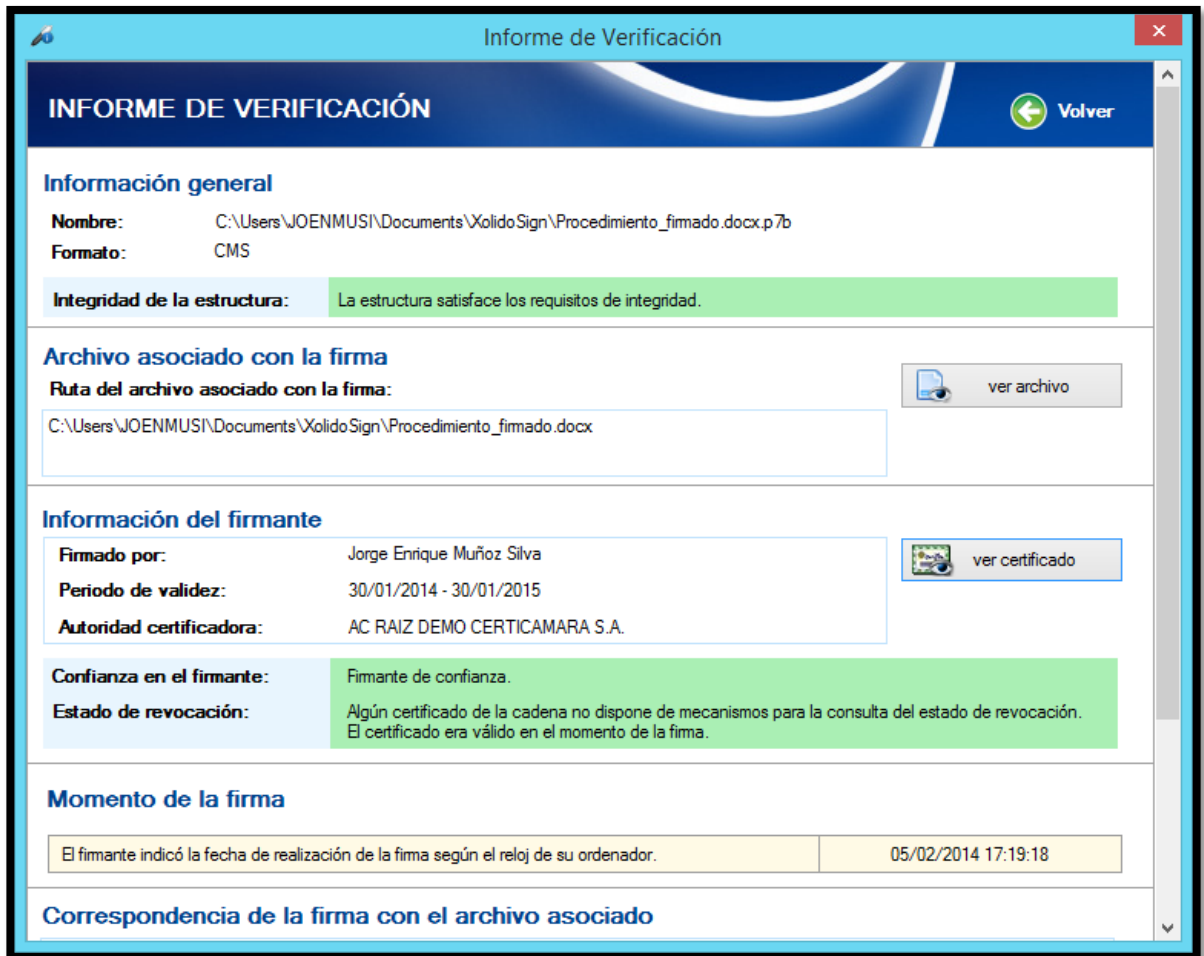 Informe de Verificación
INFORME DE VERIFICACIÓN
Volver
Información general
Nombre: C:\Users\JOENMUSI\Documents\XolidoSign\Procedimiento_firmado.docx.p7b
Formato: CMS
Integridad de la estructura: La estructura satisface los requisitos de integridad.
Archivo asociado con la firma
Ruta del archivo asociado con la firma:
ver archivo
C:\Users\JOENMUSI\Documents\XolidoSign\Procedimiento_firmado.docx
Información del firmante
Firmado por: Jorge Enrique Muñoz Silva
ver certificado
Periodo de validez: 30/01/2014 - 30/01/2015
Autoridad certificadora: AC RAIZ DEMO CERTICAMARA S.A.
Confianza en el firmante: Firmante de confianza.
Estado de revocación: Algún certificado de la cadena no dispone de mecanismos para la consulta del estado de revocación.
El certificado era válido en el momento de la firma.
Momento de la firma
El firmante indicó la fecha de realización de la firma según el reloj de su ordenador. 05/02/2014 17:19:18
Correspondencia de la firma con el archivo asociado